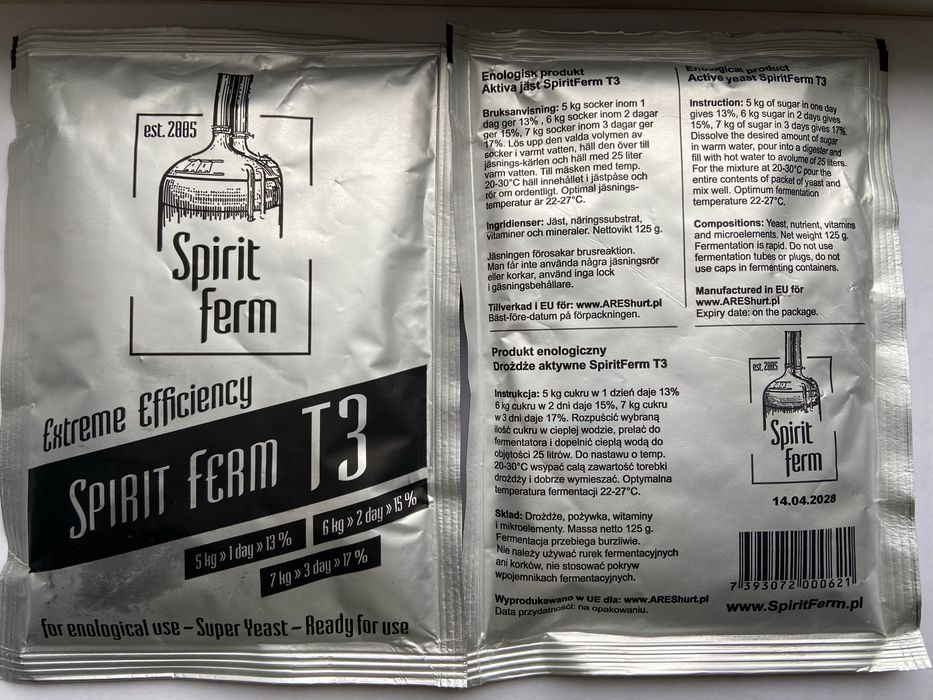 est. 2005
Spirit
ferm
Extreme Efficiency
SPIRIT FERM T3
5 kg » 1 day » 13 %
6 kg » 2 day » 15 %
7 kg » 3 day » 17 %
for enological use – Super Yeast – Ready for use
Enologisk produkt
Aktiva jäst SpiritFerm T3
Bruksanvisning: 5 kg socker inom 1
dag ger 13% , 6 kg socker inom 2 dagar
ger 15%, 7 kg socker inom 3 dagar ger
17%. Lös upp den valda volymen av
socker i varmt vatten, häll den över till
jäsnings-kärlen och häll med 25 liter
varm vatten. Till mäsken med temp.
20-30°C häll innehållet i jästpåse och
rör om ordentligt. Optimal jäsnings-
temperatur är 22-27°C.
Ingridienser: Jäst, näringssubstrat,
vitaminer och mineraler. Nettovikt 125 g.
Jäsningen förosakar brusreaktion.
Man får inte använda några jäsningsrör
eller korkar, använd inga lock
i gäsningsbehållare.
Tillverkad i EU för: www.AREShurt.pl
Bäst-före-datum på förpackningen.
Enological product
Active yeast SpiritFerm T3
Instruction: 5 kg of sugar in one day
gives 13%, 6 kg sugar in 2 days gives
15%, 7 kg of sugar in 3 days gives 17%.
Dissolve the desired amount of sugar
in warm water, pour into a digester and
fill with hot water to avolume of 25 liters.
For the mixture at 20-30°C pour the
entire contents of packet of yeast and
mix well. Optimum fermentation
temperature 22-27°C.
Compositions: Yeast, nutrient, vitamins
and microelements. Net weight 125 g.
Fermentation is rapid. Do not use
fermentation tubes or plugs, do not
use caps in fermenting containers.
Manufactured in EU för
www.AREShurt.pl
Expiry date: on the package.
Produkt enologiczny
Drożdże aktywne SpiritFerm T3
Instrukcja: 5 kg cukru w 1 dzień daje 13%
6 kg cukru w 2 dni daje 15%, 7 kg cukru
w 3 dni daje 17%. Rozpuścić wybraną
ilość cukru w ciepłej wodzie, przelać do
fermentatora i dopełnić ciepłą wodą do
objętości 25 litrów. Do nastawu o temp.
20-30°C wsypać całą zawartość torebki
drożdży i dobrze wymieszać. Optymalna
temperatura fermentacji 22-27°C.
Skład: Drożdże, pożywka, witaminy
i mikroelementy. Massa netto 125 g.
Fermentacja przebiega burzliwie.
Nie należy używać rurek fermentacyjnych
ani korków, nie stosować pokryw
wpojemnikach fermentacyjnych.
Wyprodukowano w UE dla: www.AREShurt.pl
Data przydatności: na opakowaniu.
est. 2005
Spirit
ferm
14.04.2028
7 393072 000621
www.SpiritFerm.pl